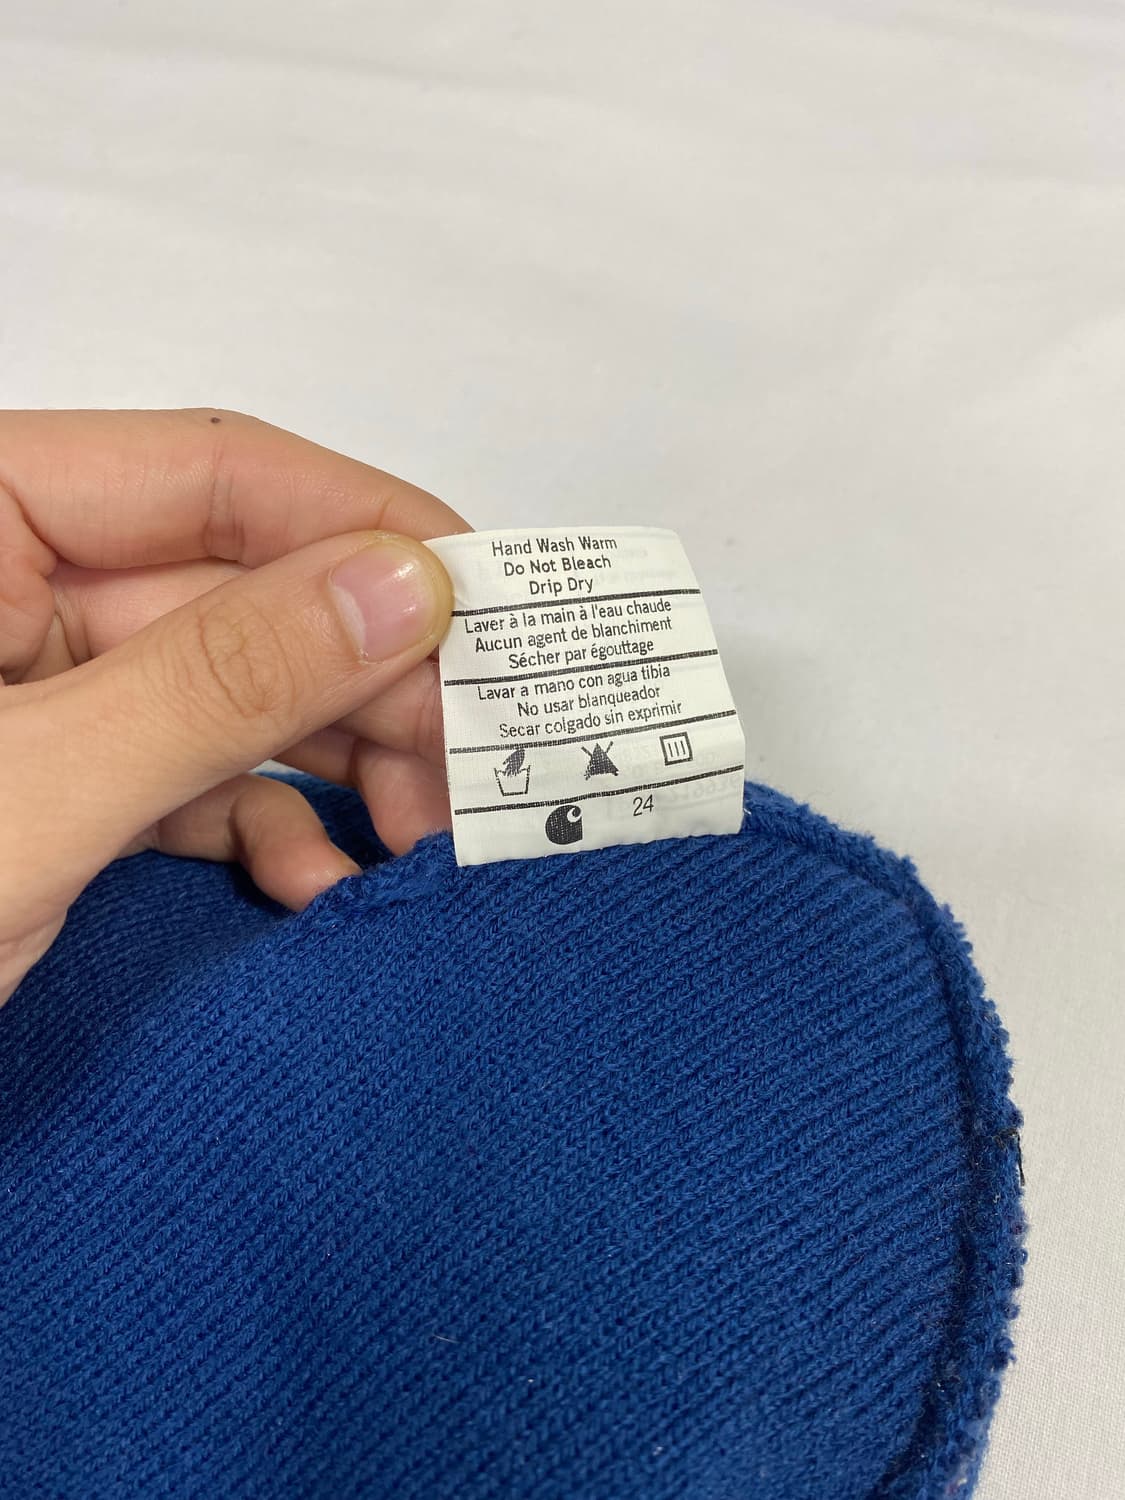 Hand Wash Warm
Do Not Bleach
Drip Dry
Laver à la main à l'eau chaude
Aucun agent de blanchiment
Sécher par égouttage
Lavar a mano con agua tibia
No usar blanqueador
Secar colgado sin exprimir
24